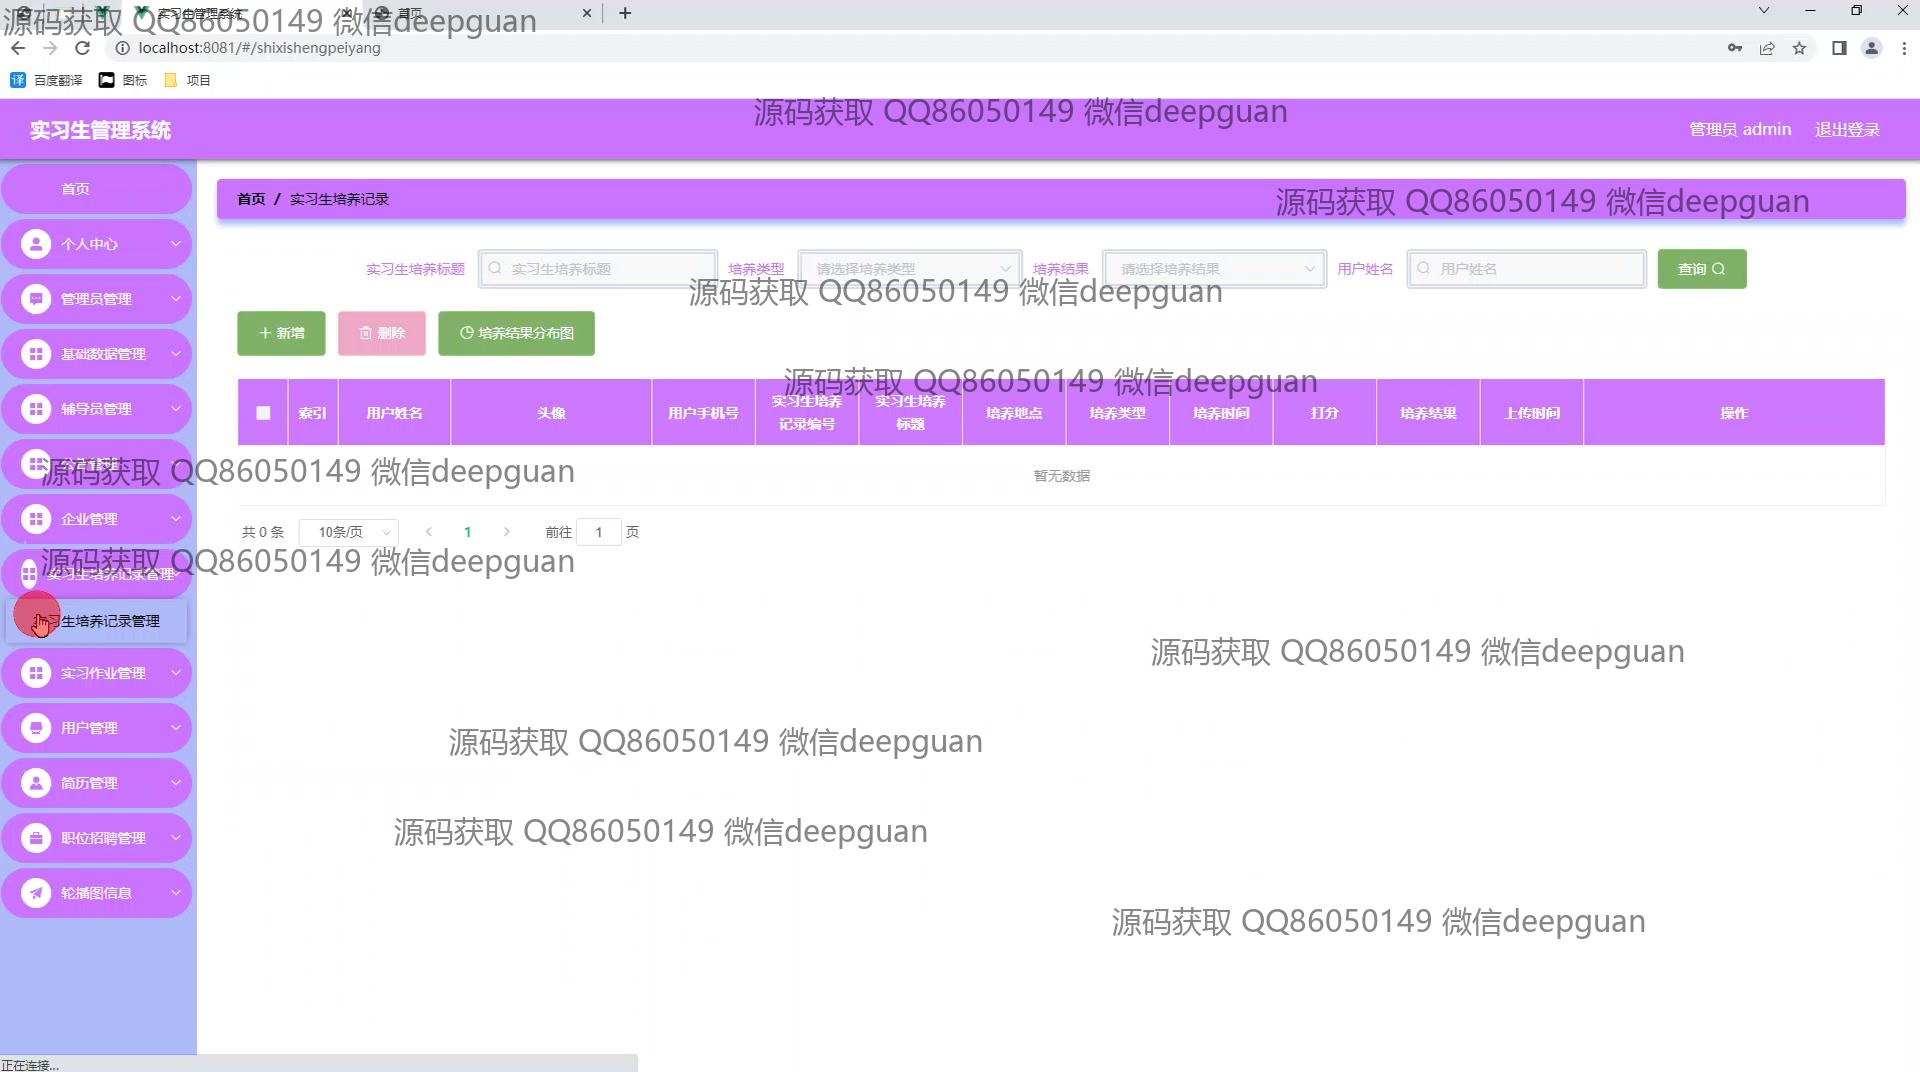 实习生管理系统
首页
源码获取 QQ86050149 微信deepguan
localhost:8081/#/shixishengpeiyang
百度翻译
图标
项目
源码获取 QQ86050149 微信deepguan
实习生管理系统
管理员 admin
退出登录
首页
首页 / 实习生培养记录
源码获取 QQ86050149 微信deepguan
个人中心
实习生培养标题
实习生培养标题
培养类型
请选择培养类型
培养结果
请选择培养结果
用户姓名
用户姓名
查询
源码获取 QQ86050149 微信deepguan
管理员管理
新增
删除
培养结果分布图
基础数据管理
源码获取 QQ86050149 微信deepguan
索引
用户姓名
头像
用户手机号
实习生培养
记录编号
实习生培养
标题
培养地点
培养类型
培养时间
打分
培养结果
上传时间
操作
辅导员管理
源码获取 QQ86050149 微信deepguan
暂无数据
企业管理
共 0 条
10条/页
1
前往
1
页
源码获取 QQ86050149 微信deepguan
实习生培养记录管理
实习生培养记录管理
源码获取 QQ86050149 微信deepguan
实习作业管理
用户管理
源码获取 QQ86050149 微信deepguan
简历管理
职位招聘管理
源码获取 QQ86050149 微信deepguan
轮播图信息
源码获取 QQ86050149 微信deepguan
正在连接...